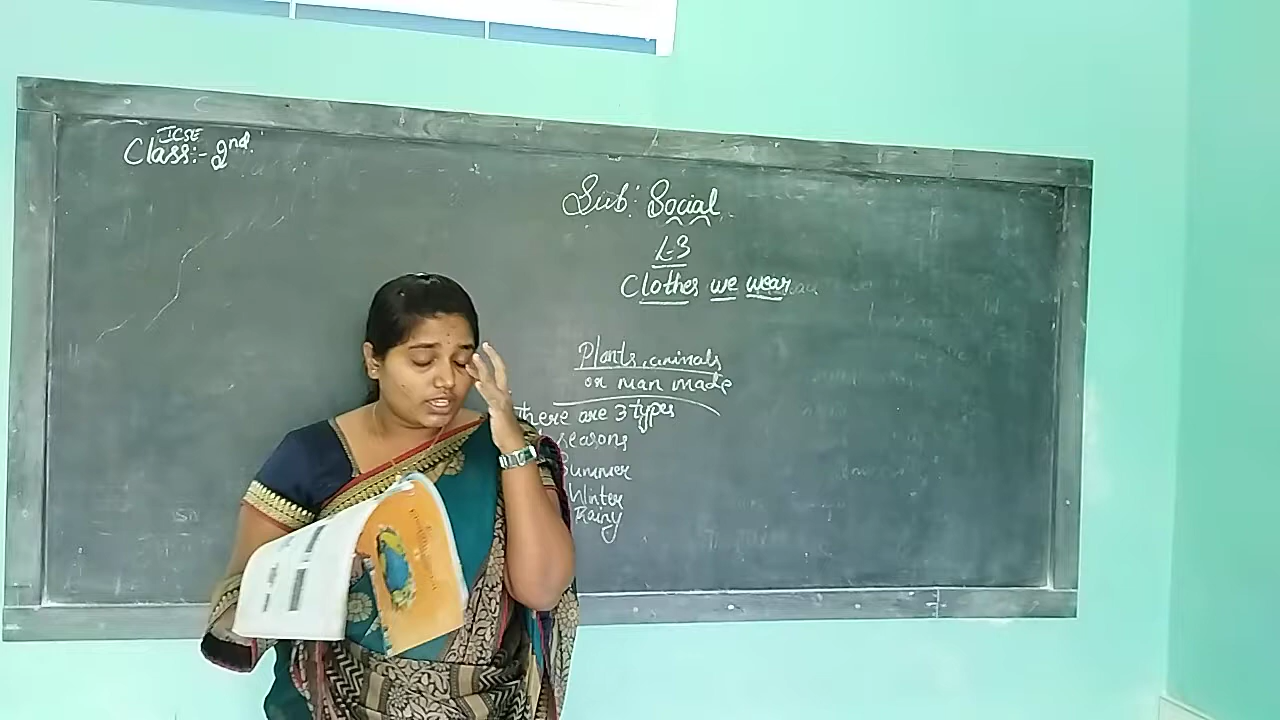 ICSE
Class:- 2nd.
Sub: Social
L-3
Clothes we wear
Plants, animals
or man made
There are 3 types
seasons
Summer
Winter
Rainy